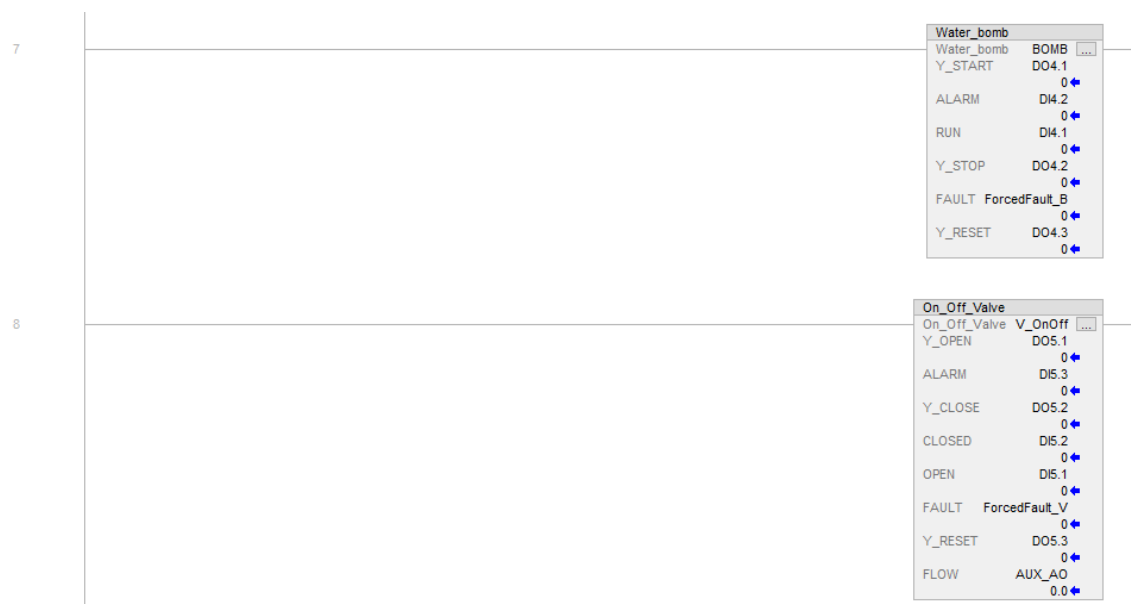 7
Water_bomb
Water_bomb BOMB ...
Y_START DO4.1
0
ALARM DI4.2
0
RUN DI4.1
0
Y_STOP DO4.2
0
FAULT ForcedFault_B
0
Y_RESET DO4.3
0
8
On_Off_Valve
On_Off_Valve V_OnOff ...
Y_OPEN DO5.1
0
ALARM DI5.3
0
Y_CLOSE DO5.2
0
CLOSED DI5.2
0
OPEN DI5.1
0
FAULT ForcedFault_V
0
Y_RESET DO5.3
0
FLOW AUX_AO
0.0